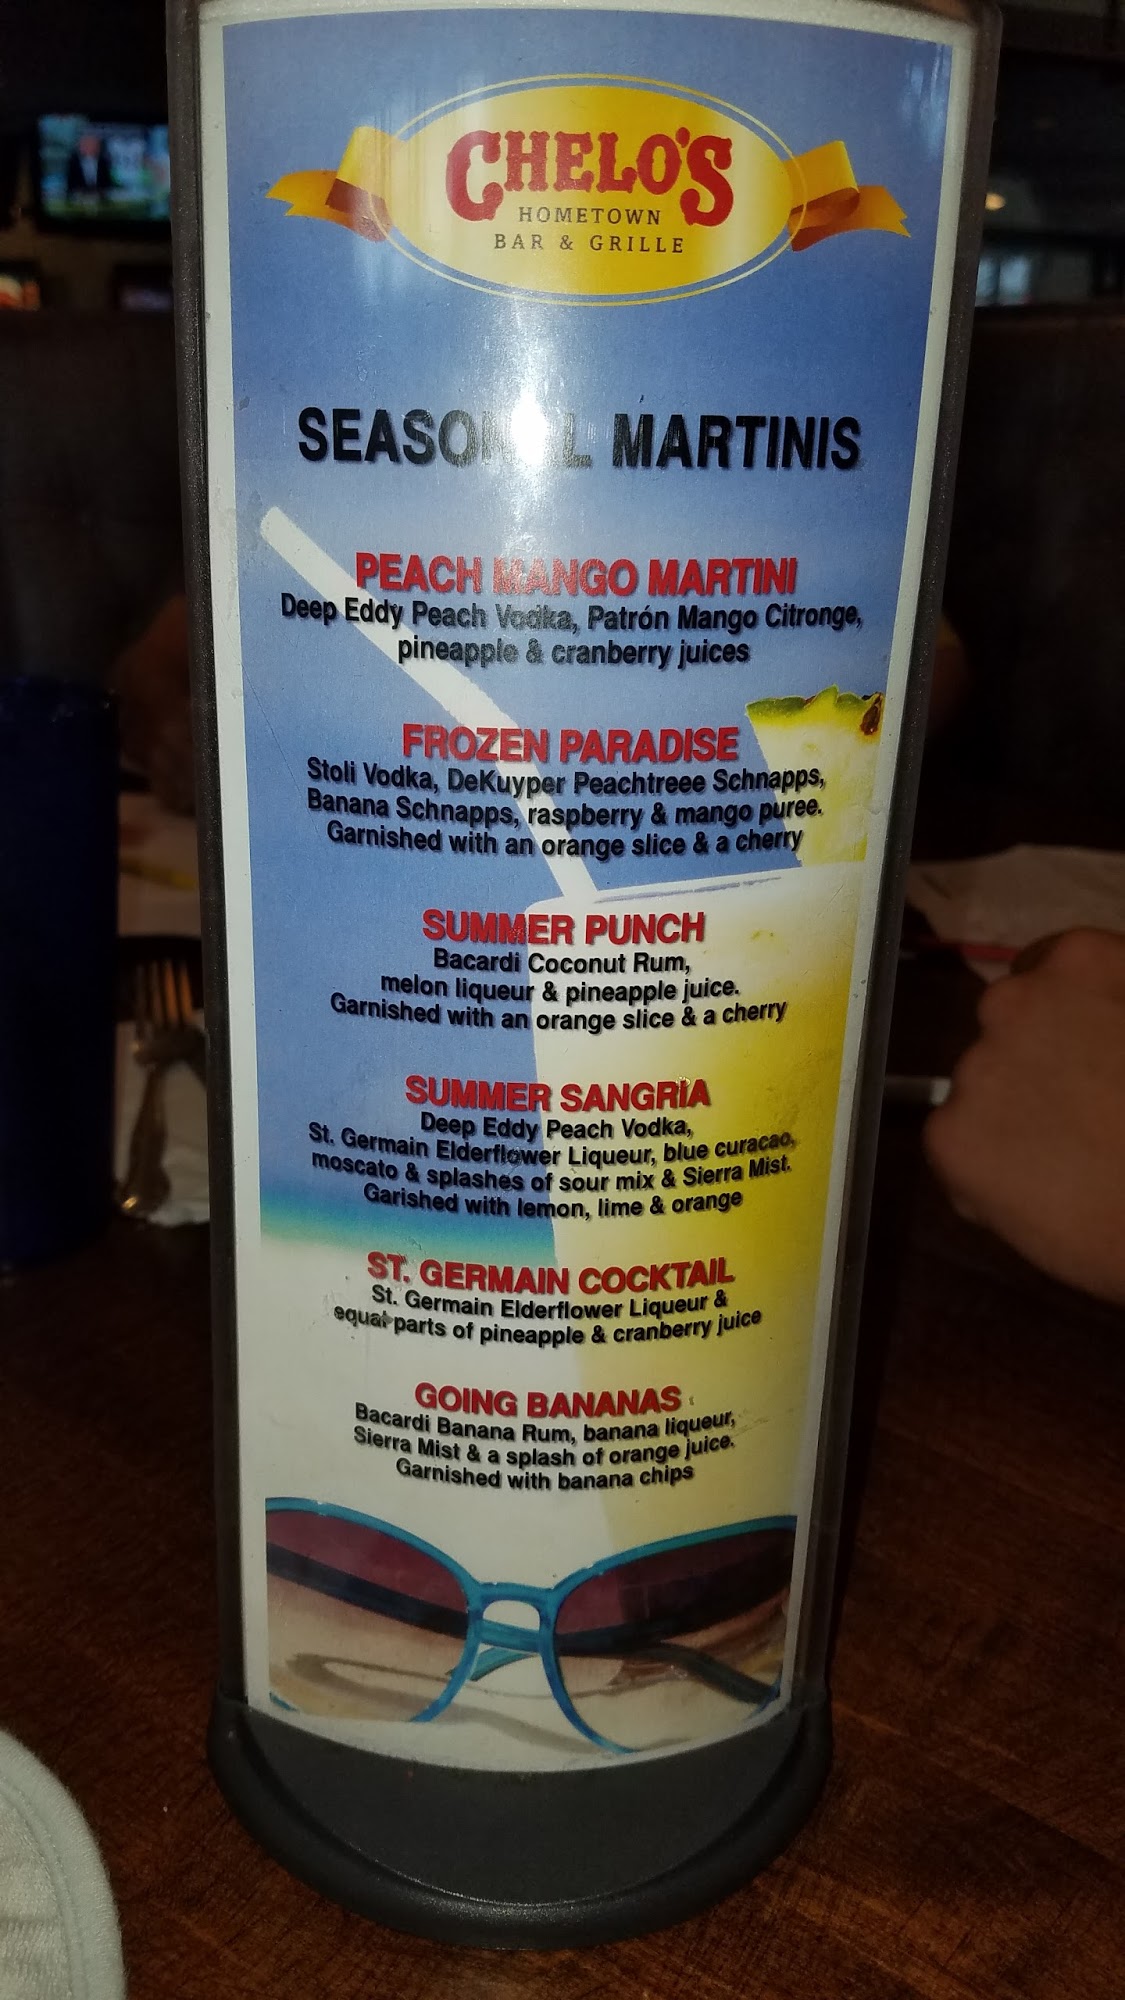 CHELO'S
HOMETOWN
BAR & GRILLE
SEASONAL MARTINIS
PEACH MANGO MARTINI
Deep Eddy Peach Vodka, Patrón Mango Citronge,
pineapple & cranberry juices
FROZEN PARADISE
Stoli Vodka, DeKuyper Peachtreee Schnapps,
Banana Schnapps, raspberry & mango puree.
Garnished with an orange slice & a cherry
SUMMER PUNCH
Bacardi Coconut Rum,
melon liqueur & pineapple juice.
Garnished with an orange slice & a cherry
SUMMER SANGRIA
Deep Eddy Peach Vodka,
St. Germain Elderflower Liqueur, blue curacao,
moscato & splashes of sour mix & Sierra Mist.
Garished with lemon, lime & orange
ST. GERMAIN COCKTAIL
St. Germain Elderflower Liqueur &
equal parts of pineapple & cranberry juice
GOING BANANAS
Bacardi Banana Rum, banana liqueur,
Sierra Mist & a splash of orange juice.
Garnished with banana chips